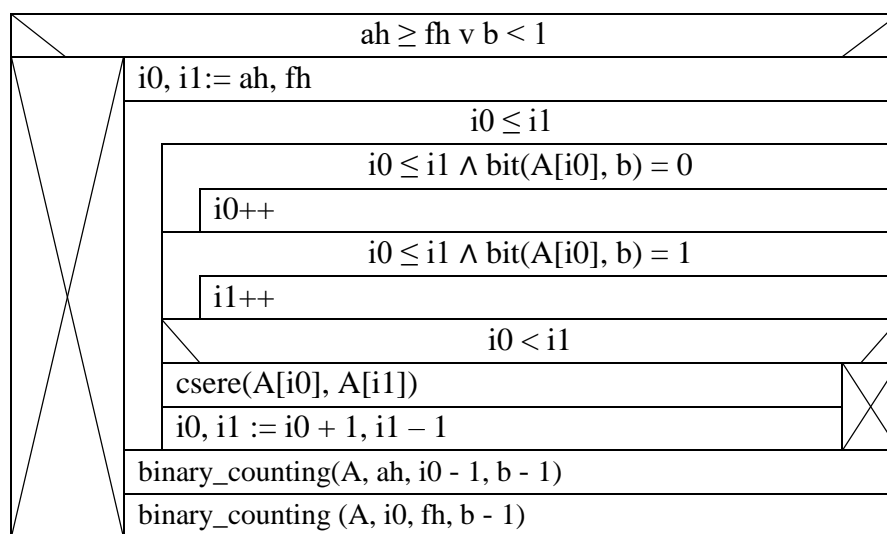 ah ≥ fh v b < 1
i0, i1:= ah, fh
i0 ≤ i1
i0 ≤ i1 ∧ bit(A[i0], b) = 0
i0++
i0 ≤ i1 ∧ bit(A[i0], b) = 1
i1++
i0 < i1
csere(A[i0], A[i1])
i0, i1 := i0 + 1, i1 – 1
binary_counting(A, ah, i0 - 1, b - 1)
binary_counting (A, i0, fh, b - 1)